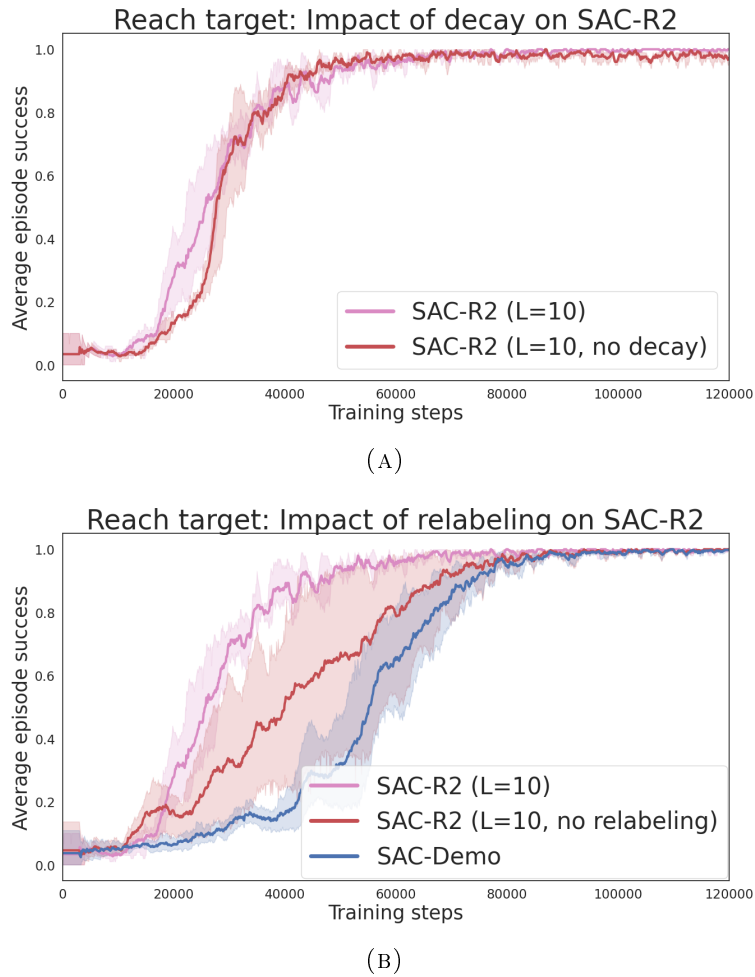 Reach target: Impact of decay on SAC-R2
Average episode success
1.0
0.8
0.6
0.4
0.2
0.0
SAC-R2 (L=10)
SAC-R2 (L=10, no decay)
0 20000 40000 60000 80000 100000 120000
Training steps
(A)
Reach target: Impact of relabeling on SAC-R2
Average episode success
1.0
0.8
0.6
0.4
0.2
0.0
SAC-R2 (L=10)
SAC-R2 (L=10, no relabeling)
SAC-Demo
0 20000 40000 60000 80000 100000 120000
Training steps
(B)